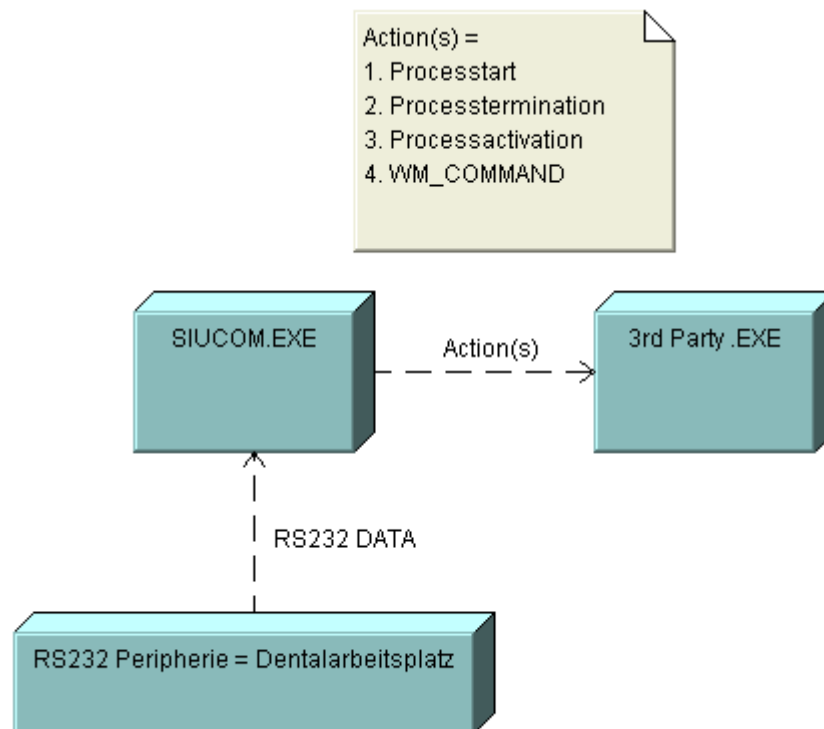 Action(s) =
1. Processtart
2. Processtermination
3. Processactivation
4. WM_COMMAND
SIUCOM.EXE
Action(s)
3rd Party .EXE
RS232 DATA
RS232 Peripherie = Dentalarbeitsplatz